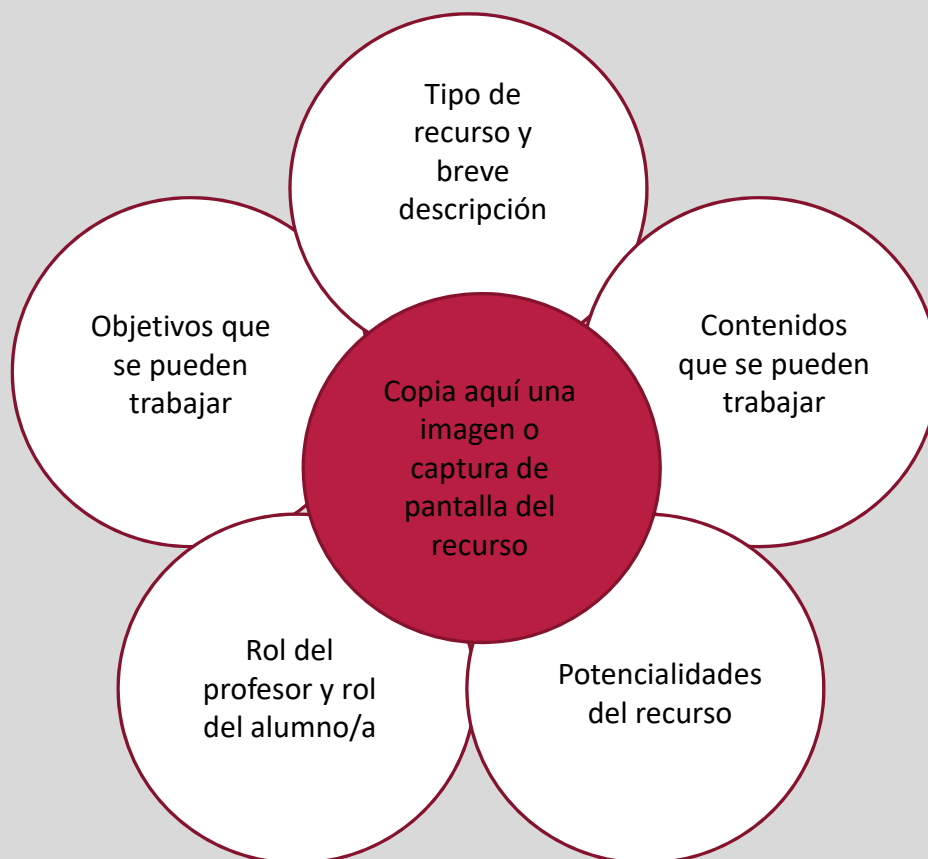 Tipo de
recurso y
breve
descripción
Objetivos que
se pueden
trabajar
Contenidos
que se pueden
trabajar
Copia aquí una
imagen o
captura de
pantalla del
recurso
Rol del
profesor y rol
del alumno/a
Potencialidades
del recurso